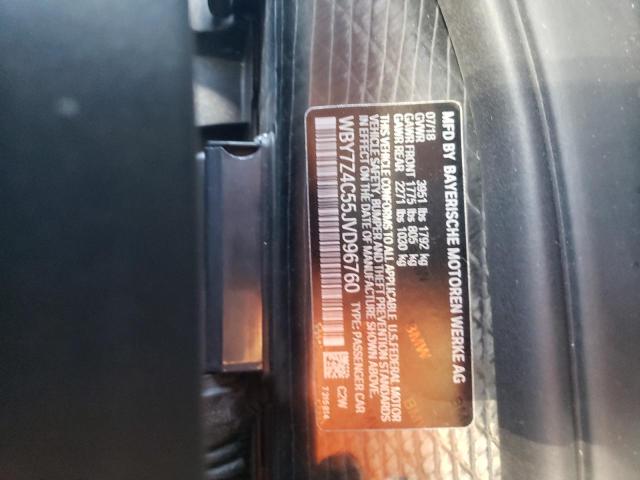 MFD BY BAYERISCHE MOTOREN WERKE AG
07/18
GVWR 3951 lbs 1792 kg
GAWR FRONT 1775 lbs 805 kg
GAWR REAR 2271 lbs 1030 kg
THIS VEHICLE CONFORMS TO ALL APPLICABLE U.S.FEDERAL MOTOR
VEHICLE SAFETY, BUMPER, AND THEFT PREVENTION STANDARDS
IN EFFECT ON THE DATE OF MANUFACTURE SHOWN ABOVE.
WBY7Z4C55JVD96760 TYPE: PASSENGER CAR
C2W
BMW